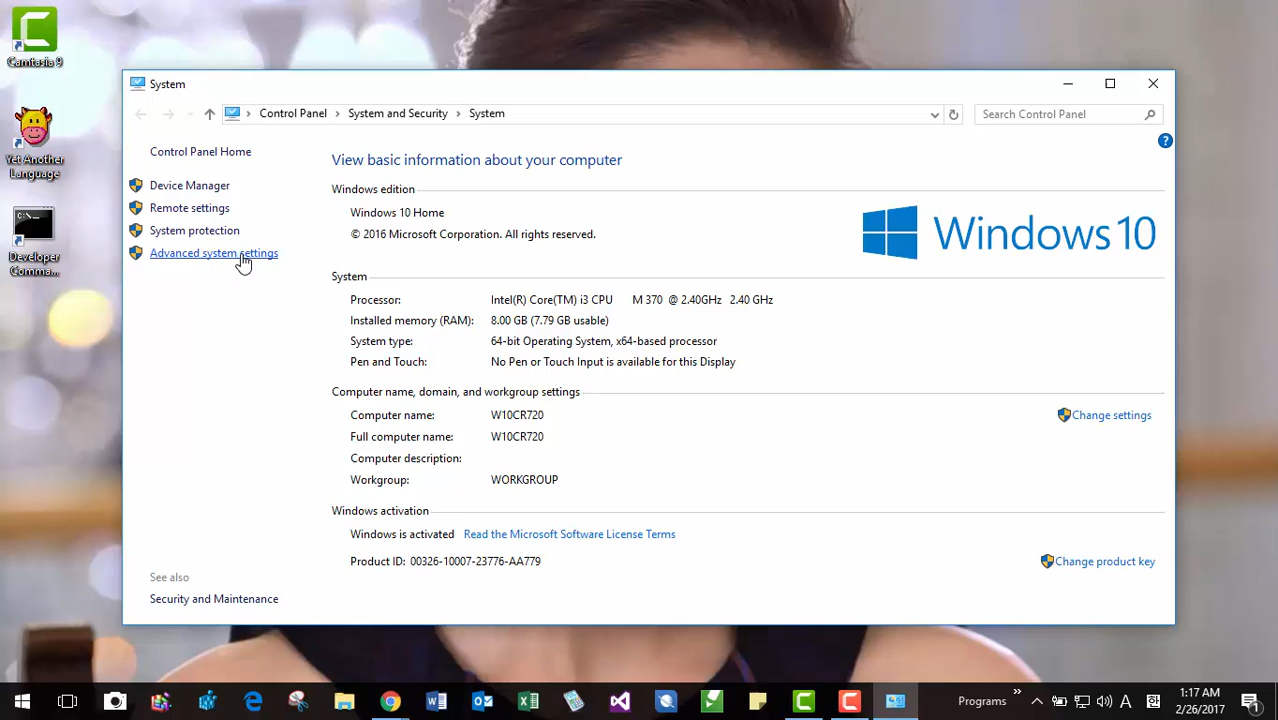 Camtasia 9
Yet Another
Language
Developer
Comma...
System
Control Panel
System and Security
System
Search Control Panel
Control Panel Home
Device Manager
Remote settings
System protection
Advanced system settings
See also
Security and Maintenance
View basic information about your computer
Windows edition
Windows 10 Home
© 2016 Microsoft Corporation. All rights reserved.
Windows 10
System
Processor: Intel(R) Core(TM) i3 CPU M 370 @ 2.40GHz 2.40 GHz
Installed memory (RAM): 8.00 GB (7.79 GB usable)
System type: 64-bit Operating System, x64-based processor
Pen and Touch: No Pen or Touch Input is available for this Display
Computer name, domain, and workgroup settings
Computer name: W10CR720
Change settings
Full computer name: W10CR720
Computer description:
Workgroup: WORKGROUP
Windows activation
Windows is activated Read the Microsoft Software License Terms
Product ID: 00326-10007-23776-AA779
Change product key
Programs
A
한
1:17 AM
2/26/2017
1